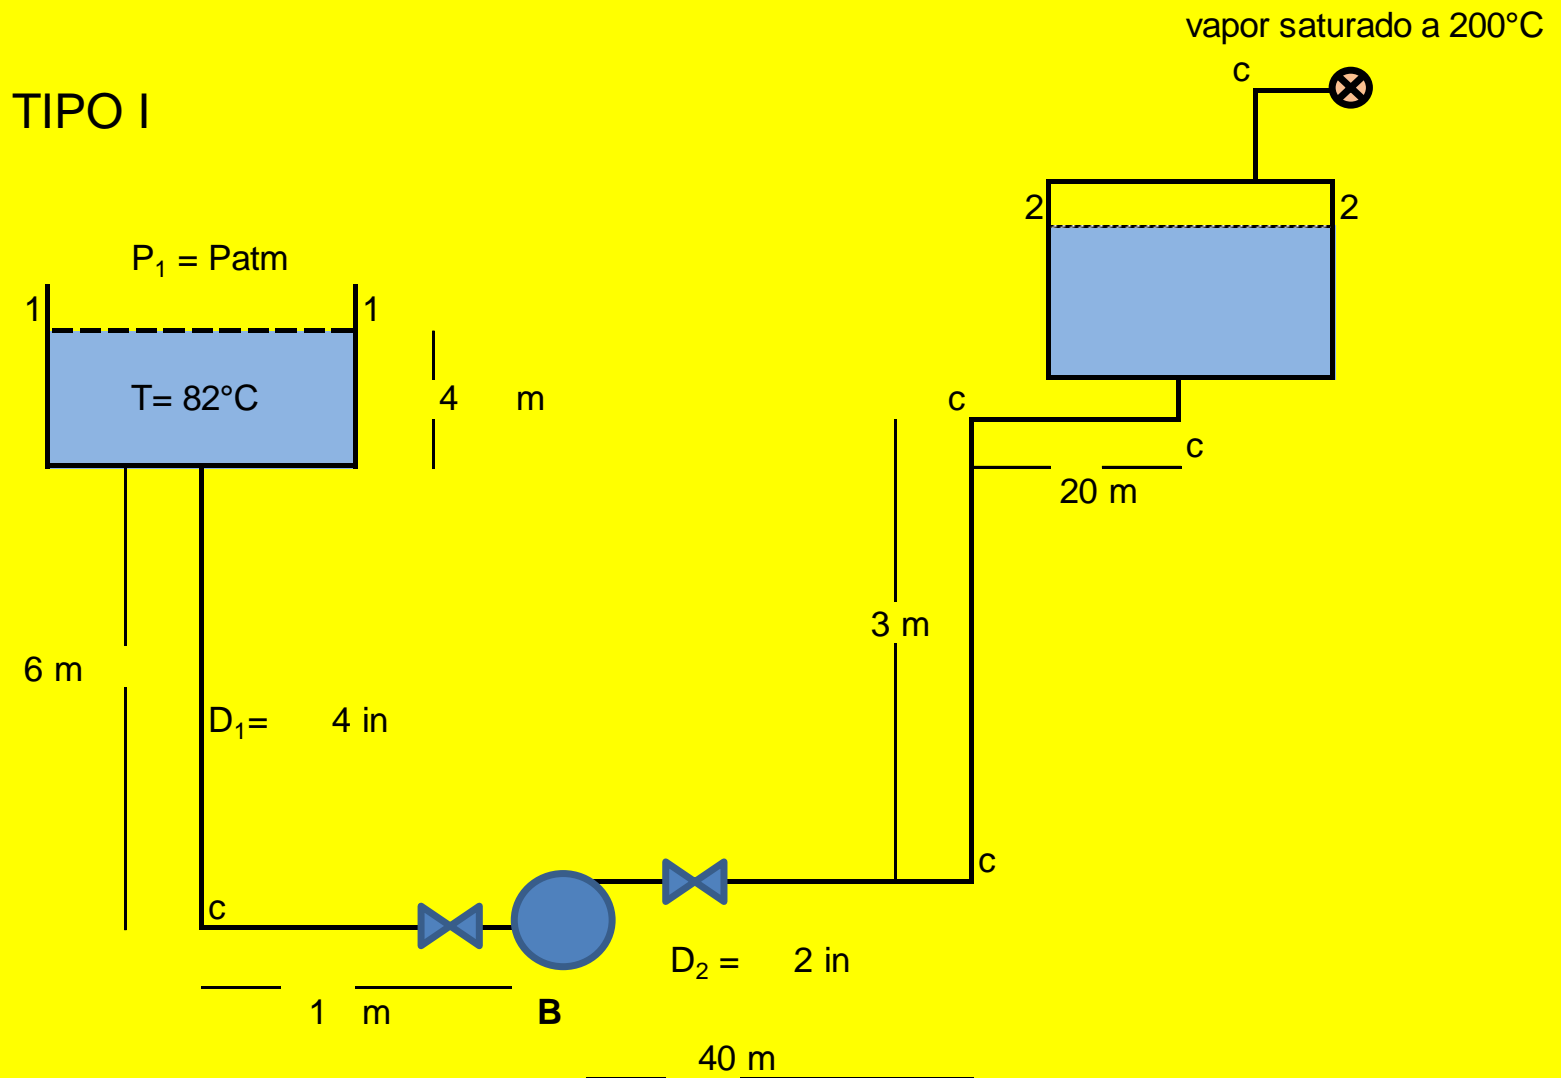 vapor saturado a 200°C
c
TIPO I
2 2
P1 = Patm
1 1
T= 82°C
4 m
c
c
20 m
3 m
6 m
D1= 4 in
c
c
D2 = 2 in
1 m B
40 m